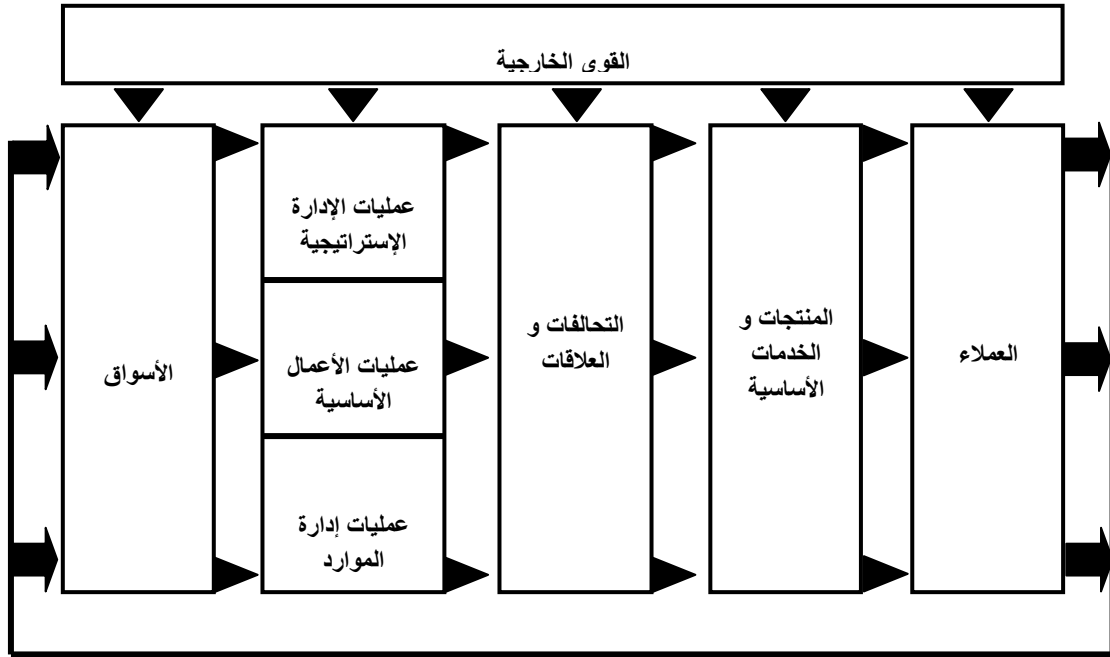 القوى الخارجية
الأسواق
عمليات الإدارة
الإستراتيجية
عمليات الأعمال
الأساسية
عمليات إدارة
الموارد
التحالفات و
العلاقات
المنتجات و
الخدمات
الأساسية
العملاء